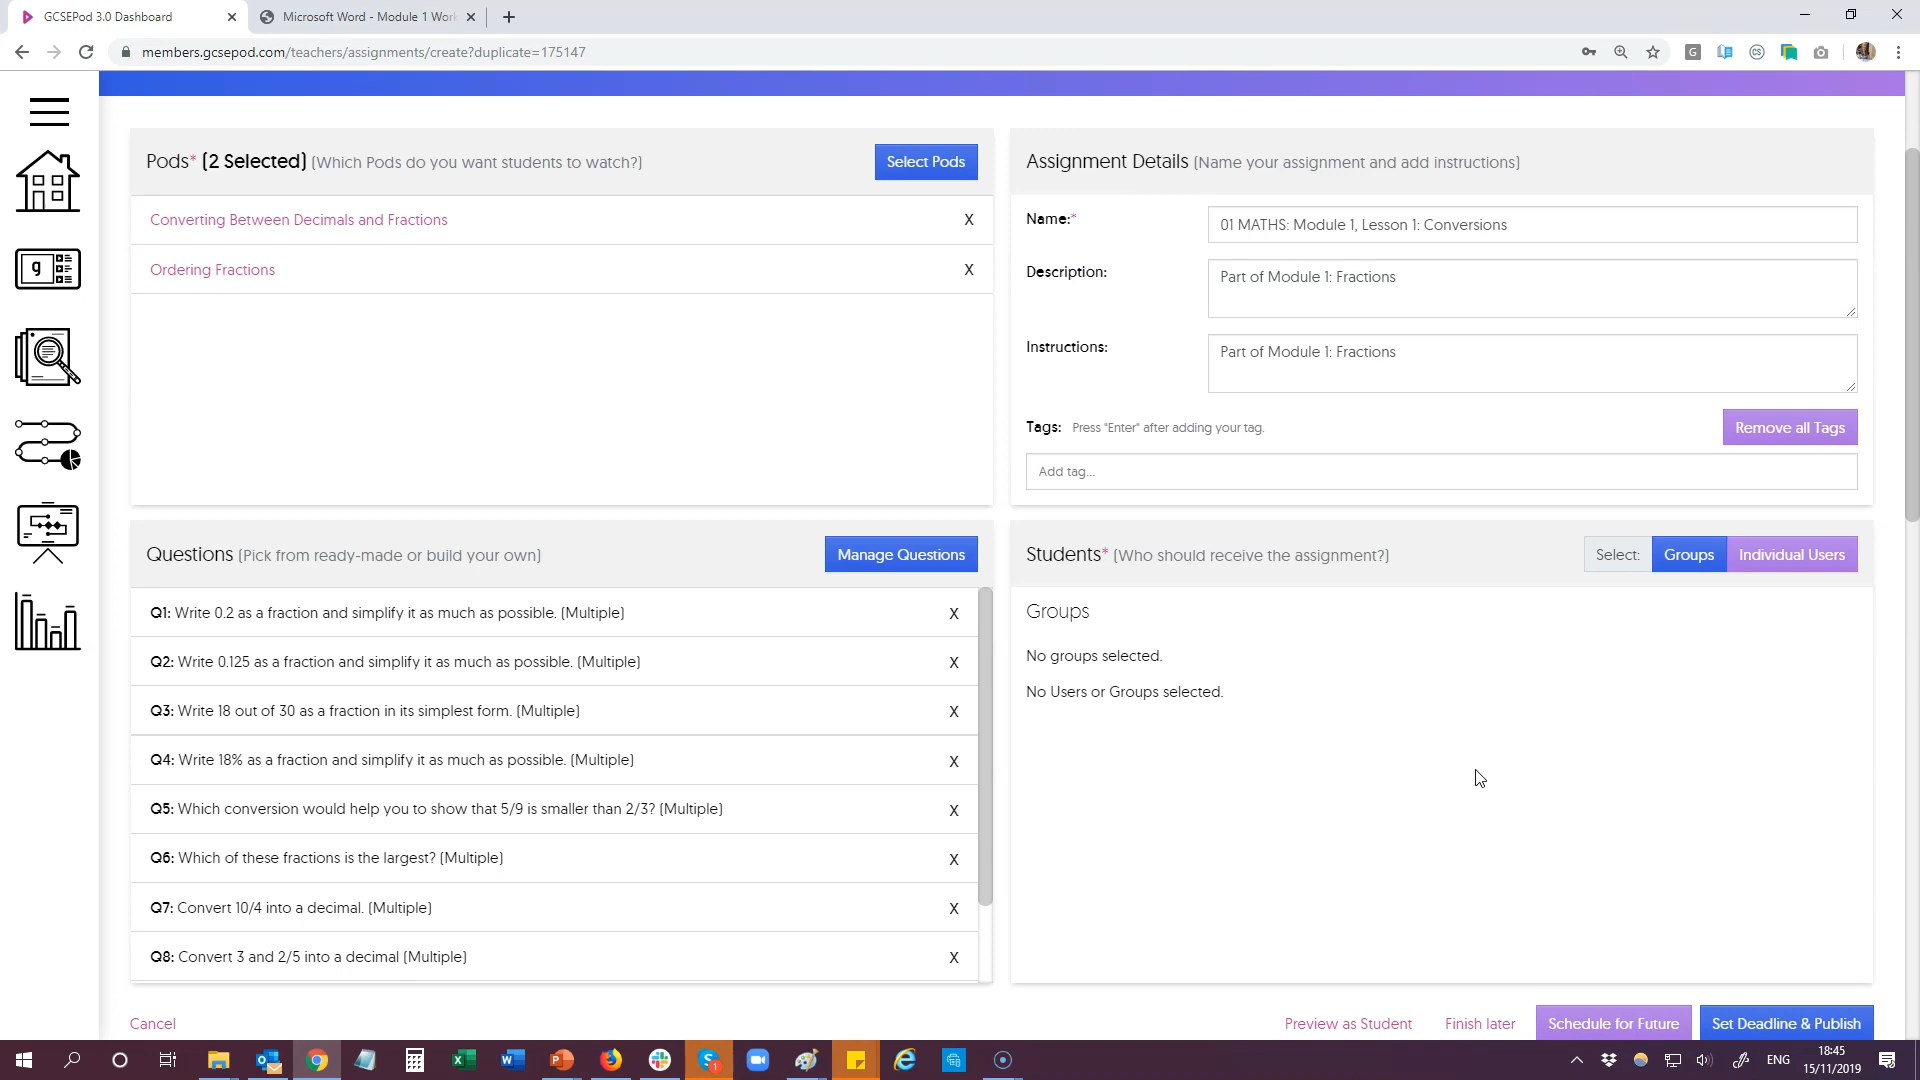 GCSEPod 3.0 Dashboard
Microsoft Word - Module 1 Wor
members.gcsepod.com/teachers/assignments/create?duplicate=175147
Pods* (2 Selected) (Which Pods do you want students to watch?)
Select Pods
Converting Between Decimals and Fractions
X
Ordering Fractions
X
Assignment Details (Name your assignment and add instructions)
Name:*
01 MATHS: Module 1, Lesson 1: Conversions
Description:
Part of Module 1: Fractions
Instructions:
Part of Module 1: Fractions
Tags: Press "Enter" after adding your tag.
Remove all Tags
Add tag...
Questions (Pick from ready-made or build your own)
Manage Questions
Q1: Write 0.2 as a fraction and simplify it as much as possible. (Multiple)
X
Q2: Write 0.125 as a fraction and simplify it as much as possible. (Multiple)
X
Q3: Write 18 out of 30 as a fraction in its simplest form. (Multiple)
X
Q4: Write 18% as a fraction and simplify it as much as possible. (Multiple)
X
Q5: Which conversion would help you to show that 5/9 is smaller than 2/3? (Multiple)
X
Q6: Which of these fractions is the largest? (Multiple)
X
Q7: Convert 10/4 into a decimal. (Multiple)
X
Q8: Convert 3 and 2/5 into a decimal (Multiple)
X
Students* (Who should receive the assignment?)
Select:
Groups
Individual Users
Groups
No groups selected.
No Users or Groups selected.
Cancel
Preview as Student
Finish later
Schedule for Future
Set Deadline & Publish
ENG
18:45
15/11/2019